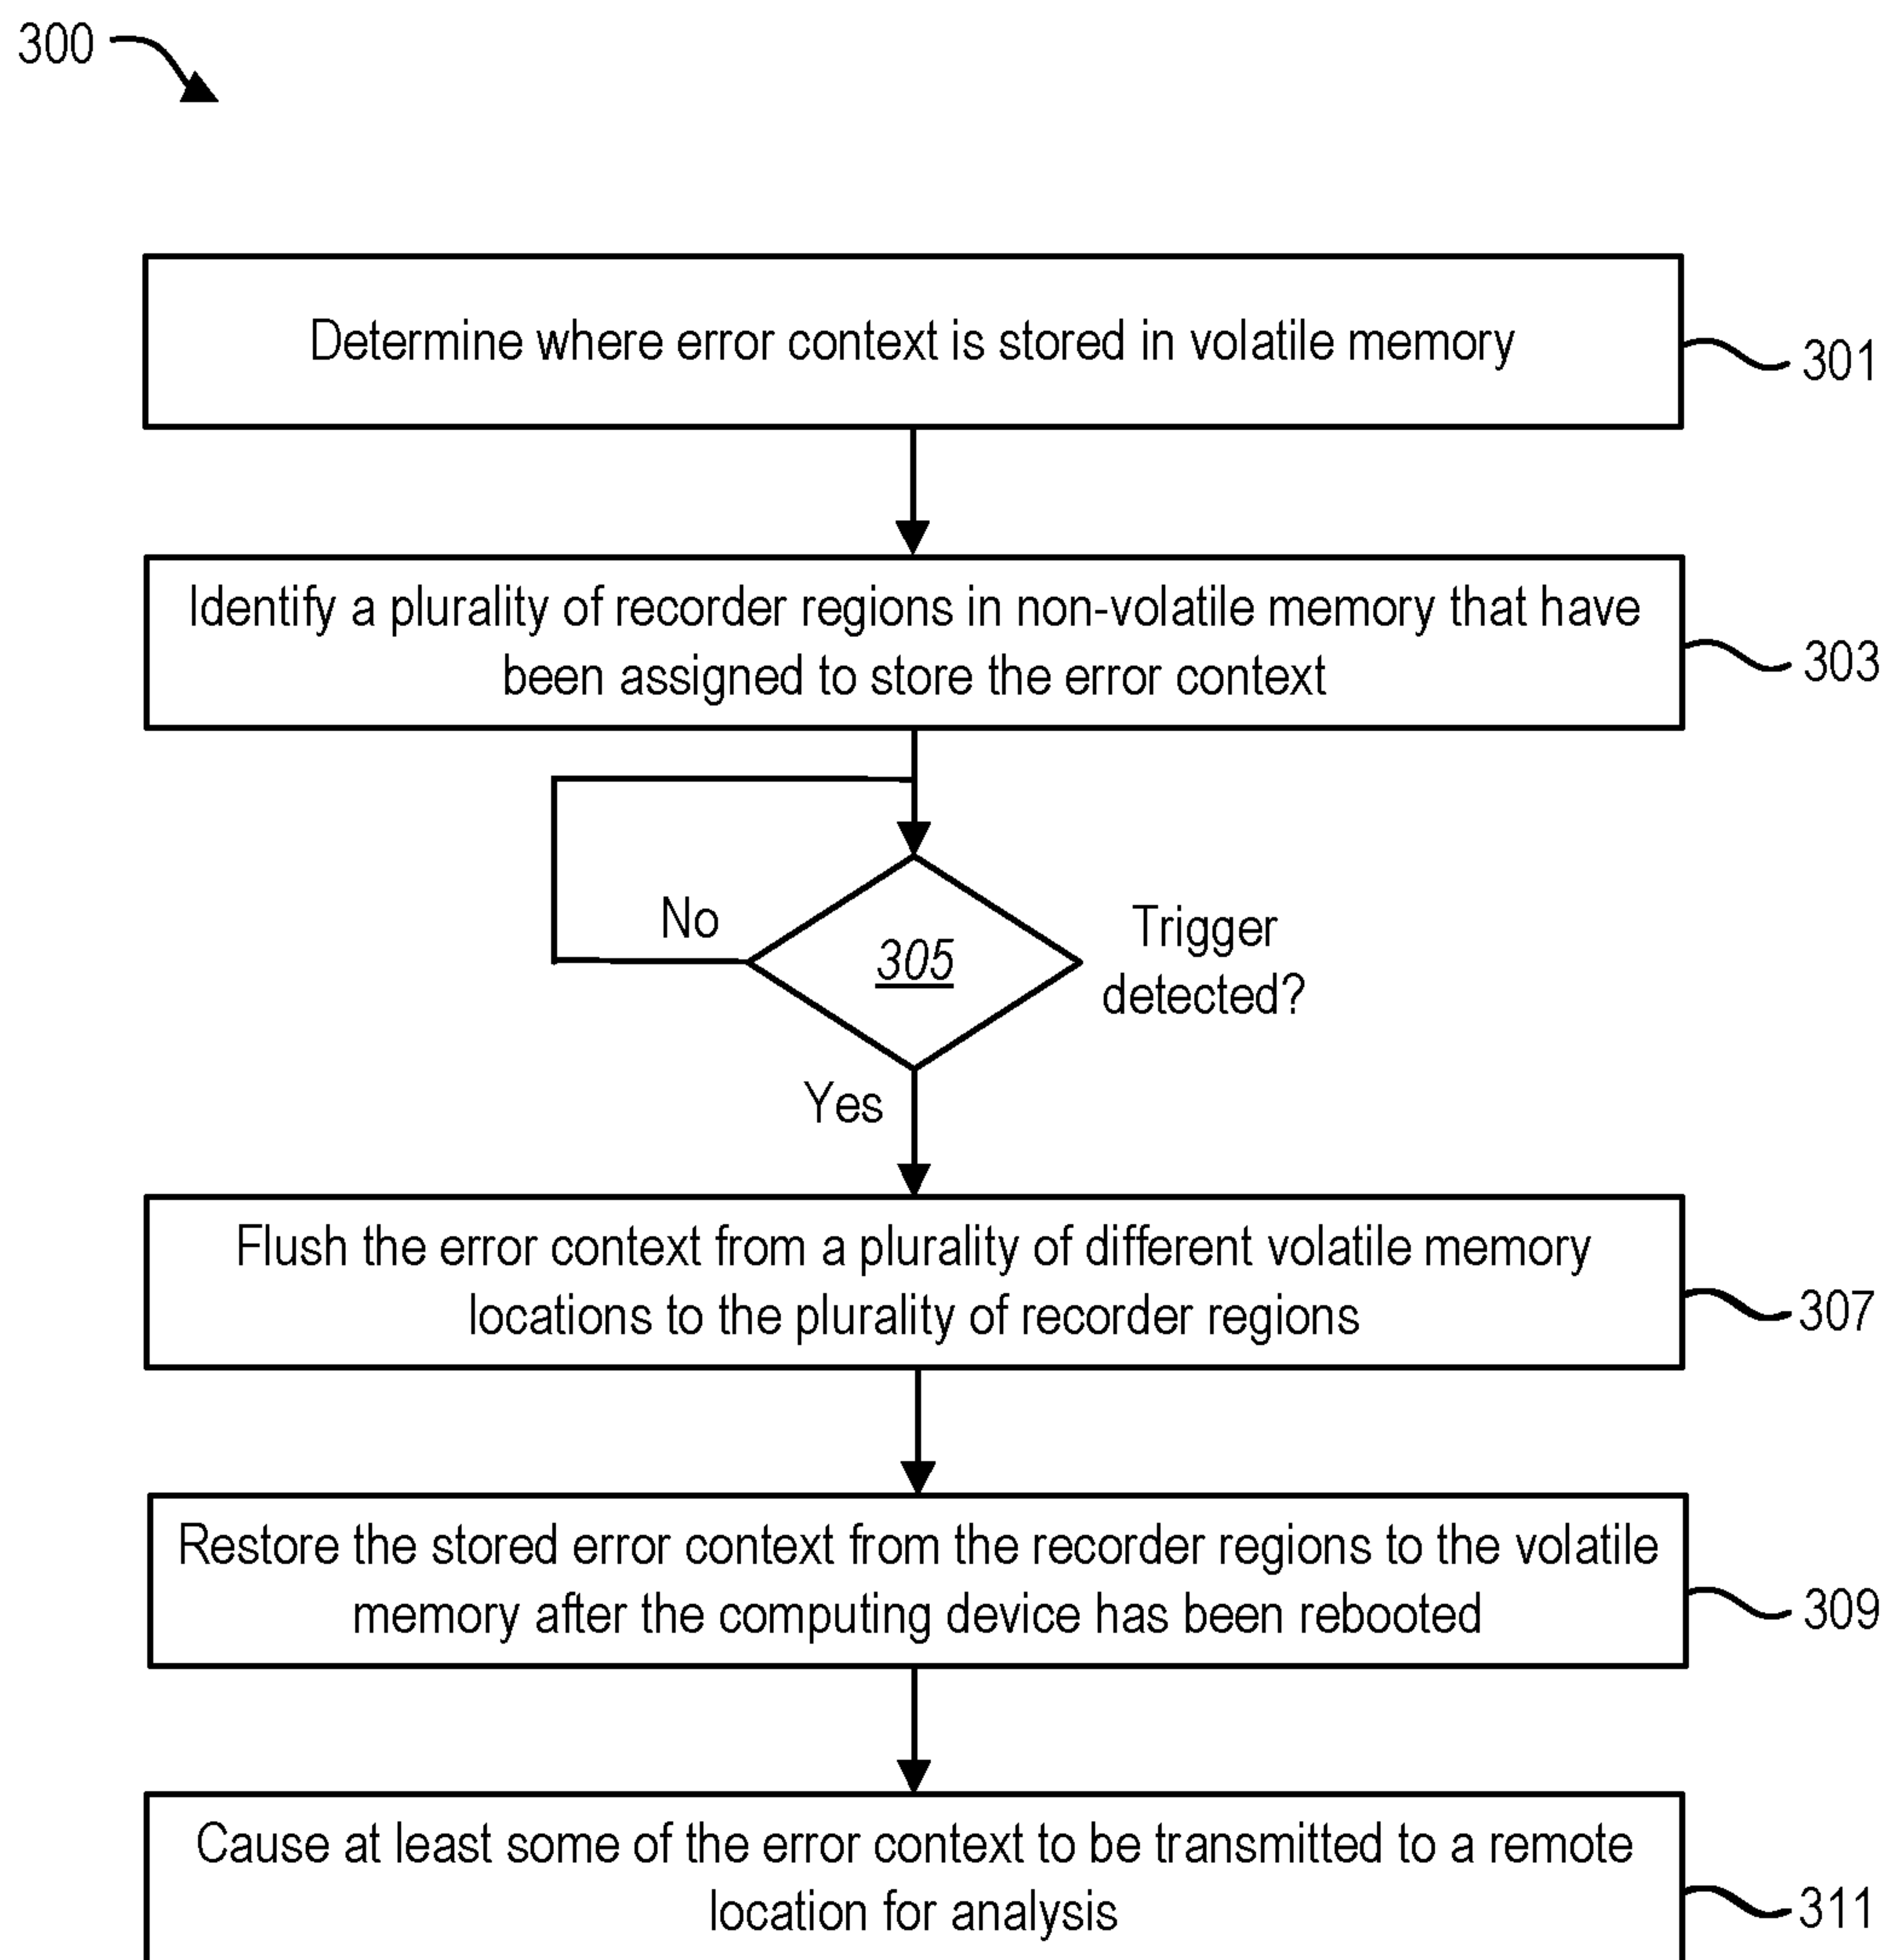 300
Determine where error context is stored in volatile memory
301
Identify a plurality of recorder regions in non-volatile memory that have
been assigned to store the error context
303
No
305
Trigger
detected?
Yes
Flush the error context from a plurality of different volatile memory
locations to the plurality of recorder regions
307
Restore the stored error context from the recorder regions to the volatile
memory after the computing device has been rebooted
309
Cause at least some of the error context to be transmitted to a remote
location for analysis
311